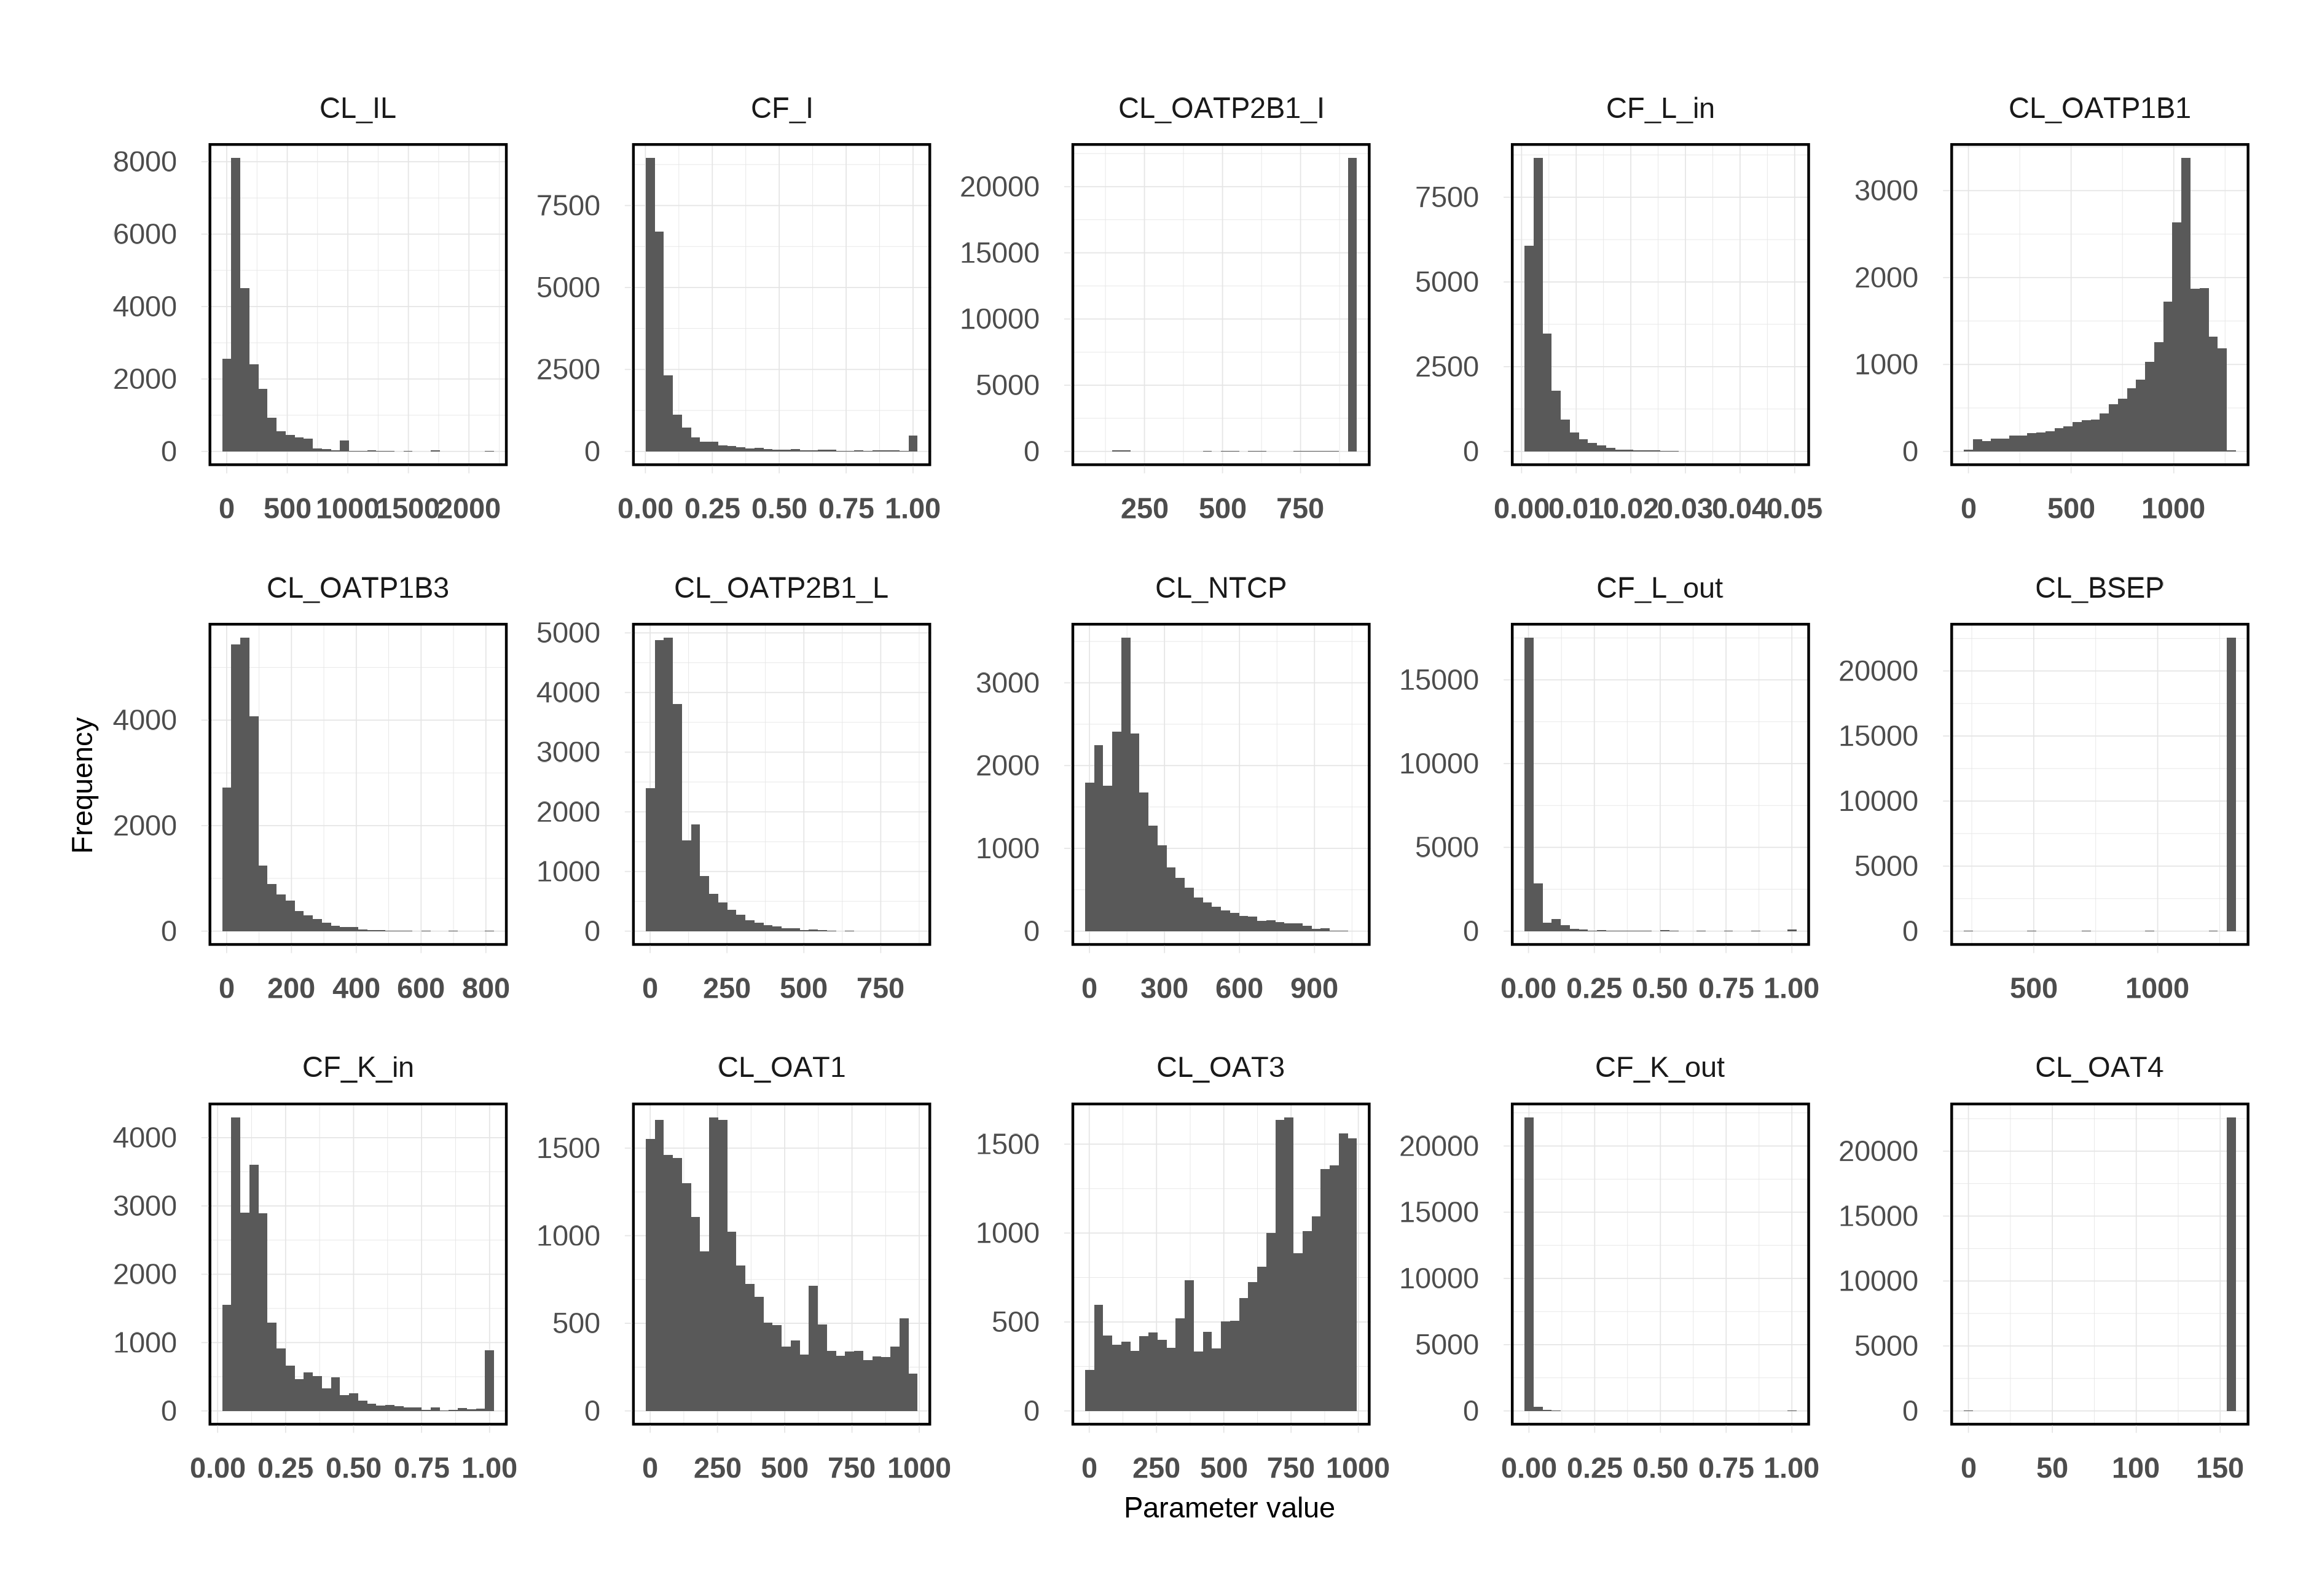 CL_IL CF_I CL_OATP2B1_I CF_L_in CL_OATP1B1
8000 6000 4000 2000 0
7500 5000 2500 0
20000 15000 10000 5000 0
7500 5000 2500 0
3000 2000 1000 0
0 500 1000 1500 2000
0.00 0.25 0.50 0.75 1.00
250 500 750
0.00 0.01 0.02 0.03 0.04 0.05
0 500 1000
CL_OATP1B3 CL_OATP2B1_L CL_NTCP CF_L_out CL_BSEP
Frequency
4000 2000 0
5000 4000 3000 2000 1000 0
3000 2000 1000 0
15000 10000 5000 0
20000 15000 10000 5000 0
0 200 400 600 800
0 250 500 750
0 300 600 900
0.00 0.25 0.50 0.75 1.00
500 1000
CF_K_in CL_OAT1 CL_OAT3 CF_K_out CL_OAT4
4000 3000 2000 1000 0
1500 1000 500 0
1500 1000 500 0
20000 15000 10000 5000 0
20000 15000 10000 5000 0
0.00 0.25 0.50 0.75 1.00
0 250 500 750 1000
0 250 500 750 1000
0.00 0.25 0.50 0.75 1.00
0 50 100 150
Parameter value